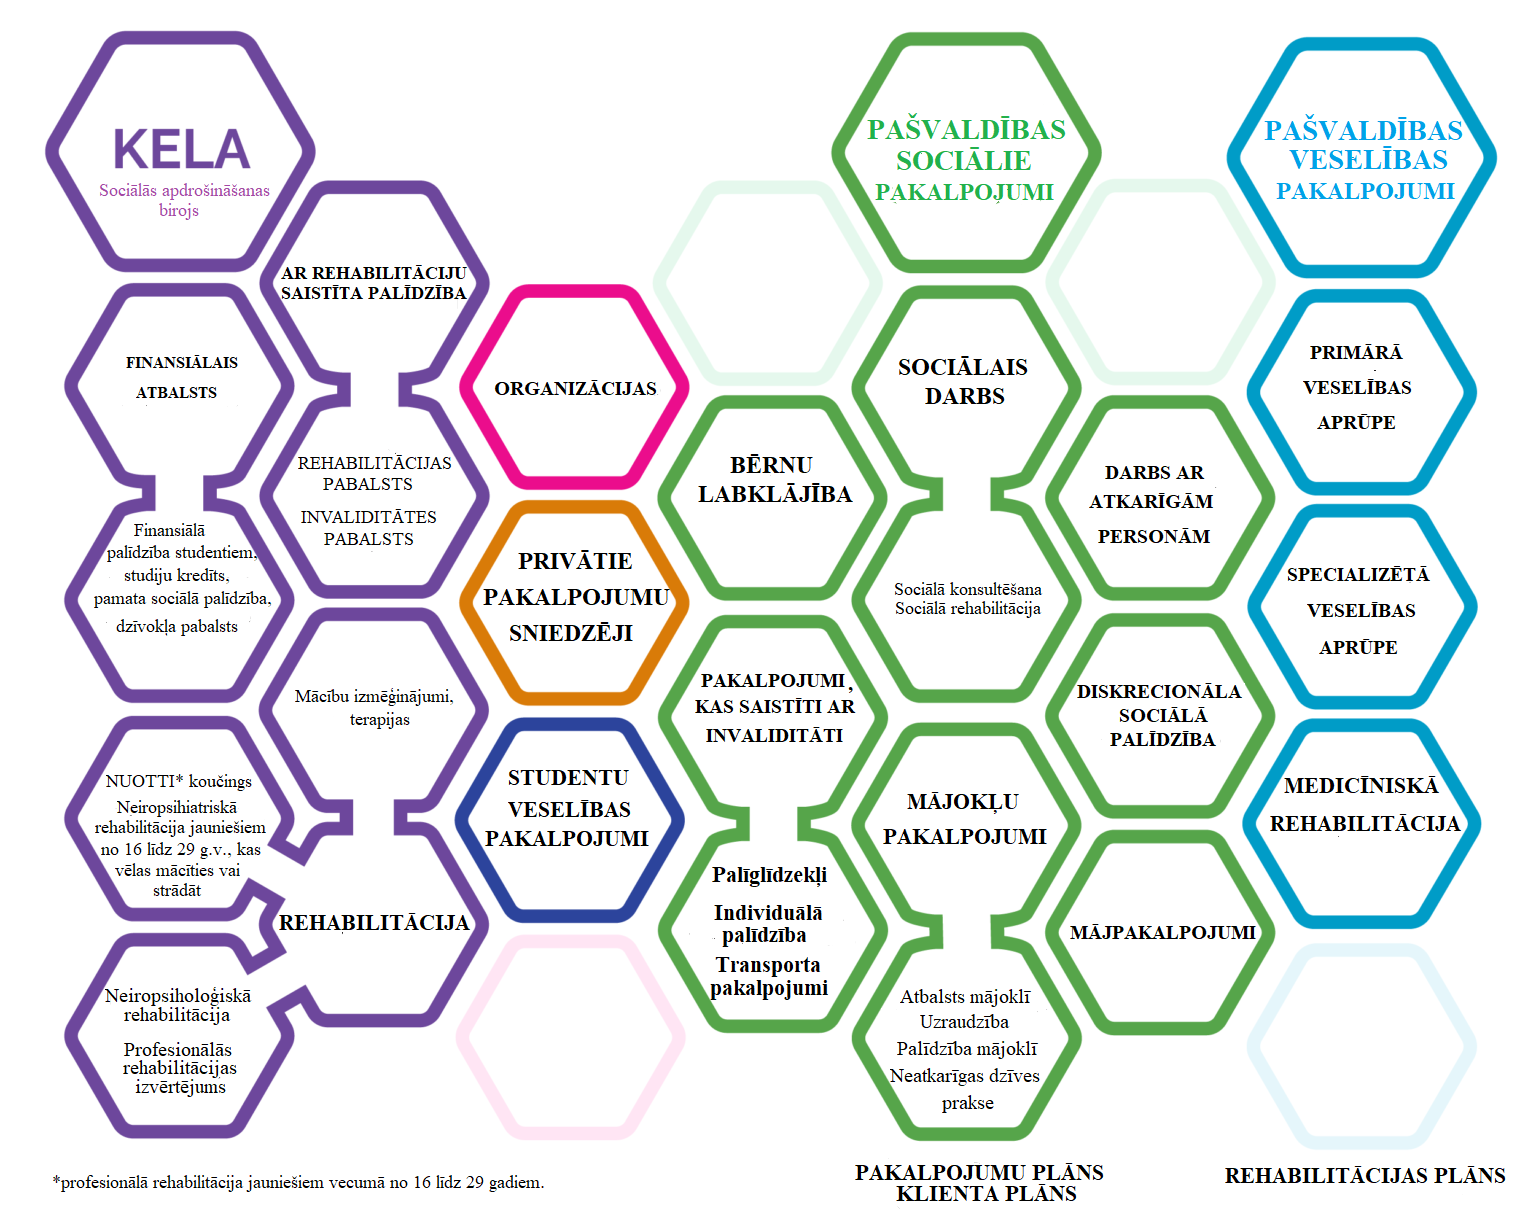 KELA
Sociālās apdrošināšanas
birojs
AR REHABILITĀCIJU
SAISTĪTA PALĪDZĪBA
FINANSIĀLAIS
ATBALSTS
REHABILITĀCIJAS
PABALSTS
INVALIDITĀTES
PABALSTS
Finansiālā
palīdzība studentiem,
studiju kredīts,
pamata sociālā palīdzība,
dzīvokļa pabalsts
Mācību izmēģinājumi,
terapijas
NUOTTI* koučings
Neiropsihiatriskā
rehabilitācija jauniešiem
no 16 līdz 29 g.v., kas
vēlas mācīties vai
strādāt
REHABILITĀCIJA
Neiropsiholoģiskā
rehabilitācija
Profesionālās
rehabilitācijas
izvērtējums
ORGANIZĀCIJAS
PRIVĀTIE
PAKALPOJUMU
SNIEDZĒJI
STUDENTU
VESELĪBAS
PAKALPOJUMI
PAŠVALDĪBAS
SOCIĀLIE
PAKALPOJUMI
SOCIĀLAIS
DARBS
BĒRNU
LABKLĀJĪBA
DARBS AR
ATKARĪGĀM
PERSONĀM
Sociālā konsultēšana
Sociālā rehabilitācija
PAKALPOJUMI,
KAS SAISTĪTI AR
INVALIDITĀTI
DISKRECIONĀLA
SOCIĀLĀ
PALĪDZĪBA
MĀJOKĻU
PAKALPOJUMI
Palīglīdzekļi
Individuālā
palīdzība
Transporta
pakalpojumi
MĀJPAKALPOJUMI
Atbalsts mājoklī
Uzraudzība
Palīdzība mājoklī
Neatkarīgas dzīves
prakse
PAŠVALDĪBAS
VESELĪBAS
PAKALPOJUMI
PRIMĀRĀ
VESELĪBAS
APRŪPE
SPECIALIZĒTĀ
VESELĪBAS
APRŪPE
MEDICĪNISKĀ
REHABILITĀCIJA
*profesionālā rehabilitācija jauniešiem vecumā no 16 līdz 29 gadiem.
PAKALPOJUMU PLĀNS
KLIENTA PLĀNS
REHABILITĀCIJAS PLĀNS